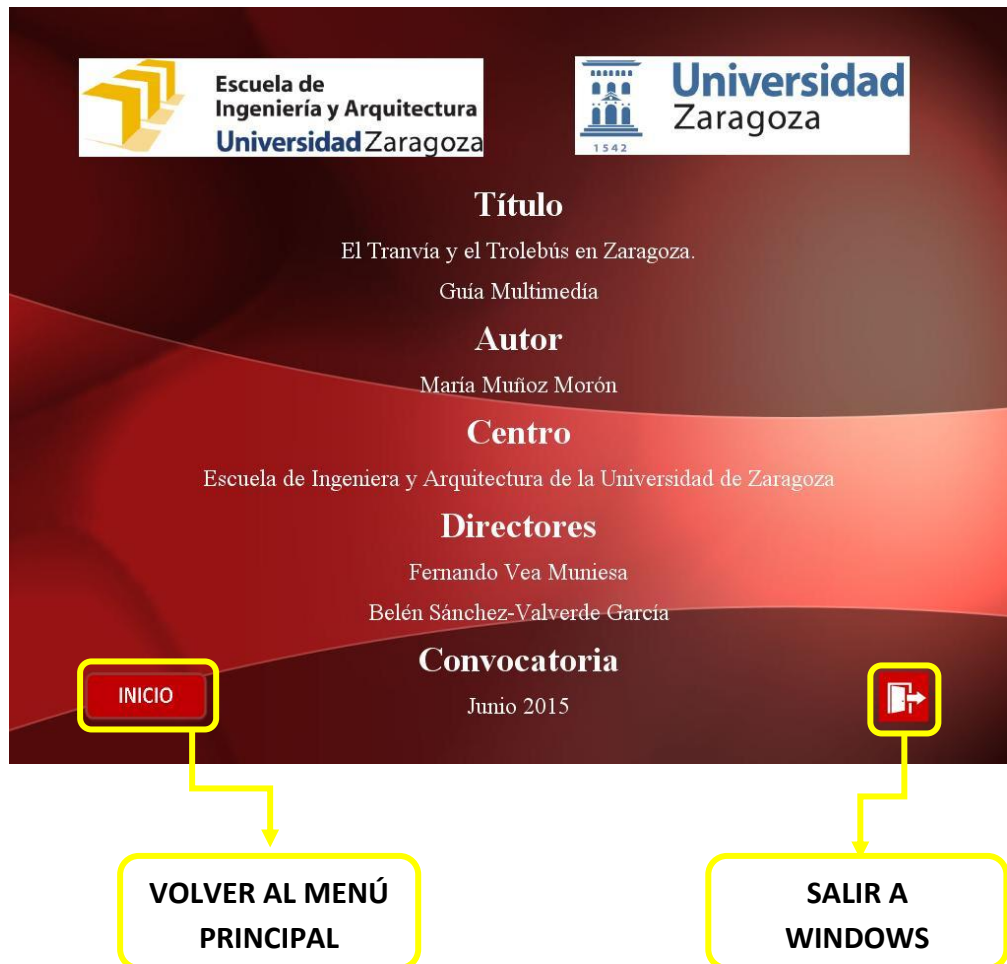 Escuela de
Ingeniería y Arquitectura
Universidad Zaragoza
Universidad
Zaragoza
1542
Título
El Tranvía y el Trolebús en Zaragoza.
Guía Multimedía
Autor
María Muñoz Morón
Centro
Escuela de Ingeniera y Arquitectura de la Universidad de Zaragoza
Directores
Fernando Vea Muniesa
Belén Sánchez-Valverde García
Convocatoria
Junio 2015
INICIO
VOLVER AL MENÚ
PRINCIPAL
SALIR A
WINDOWS